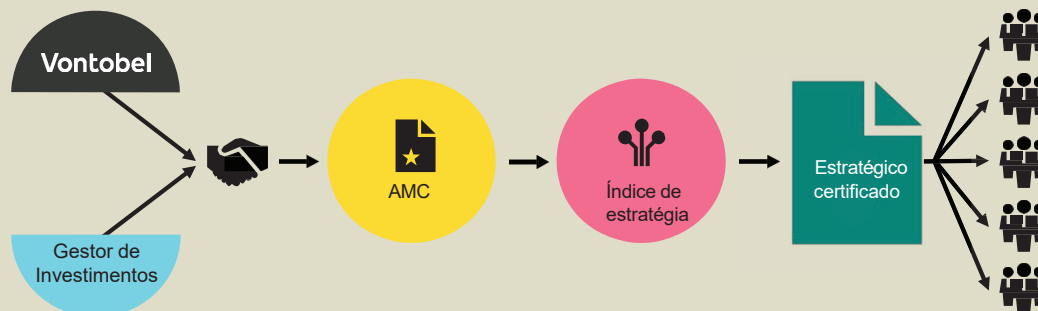 Vontobel
Gestor de
Investimentos
AMC
Índice de
estratégia
Estratégico
certificado